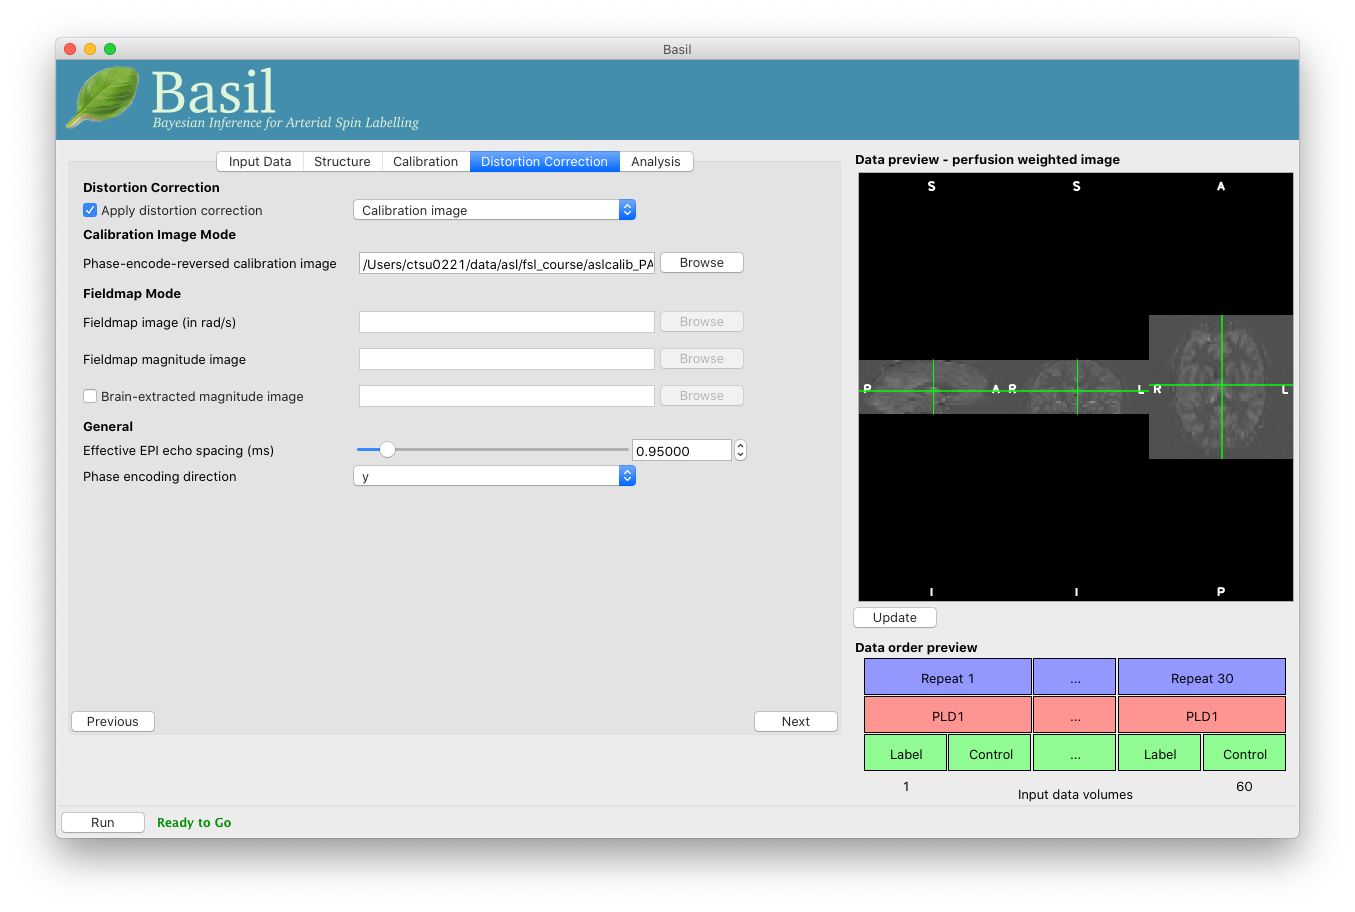 Basil
Basil
Bayesian Inference for Arterial Spin Labelling
Input Data Structure Calibration Distortion Correction Analysis
Distortion Correction
Apply distortion correction Calibration image
Calibration Image Mode
Phase-encode-reversed calibration image /Users/ctsu0221/data/asl/fsl_course/aslcalib_PA Browse
Fieldmap Mode
Fieldmap image (in rad/s) Browse
Fieldmap magnitude image Browse
Brain-extracted magnitude image Browse
General
Effective EPI echo spacing (ms) 0.95000
Phase encoding direction y
Previous Next
Data preview - perfusion weighted image
S S A
P A R L R L
I I P
Update
Data order preview
Repeat 1 ... Repeat 30
PLD1 ... PLD1
Label Control ... Label Control
1 60
Input data volumes
Run Ready to Go